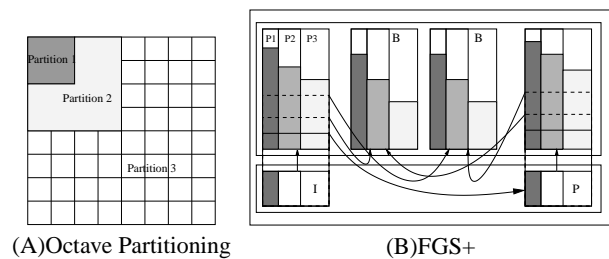 Partition 1
Partition 2
Partition 3
(A)Octave Partitioning
P1 P2 P3 B B
I P
(B)FGS+